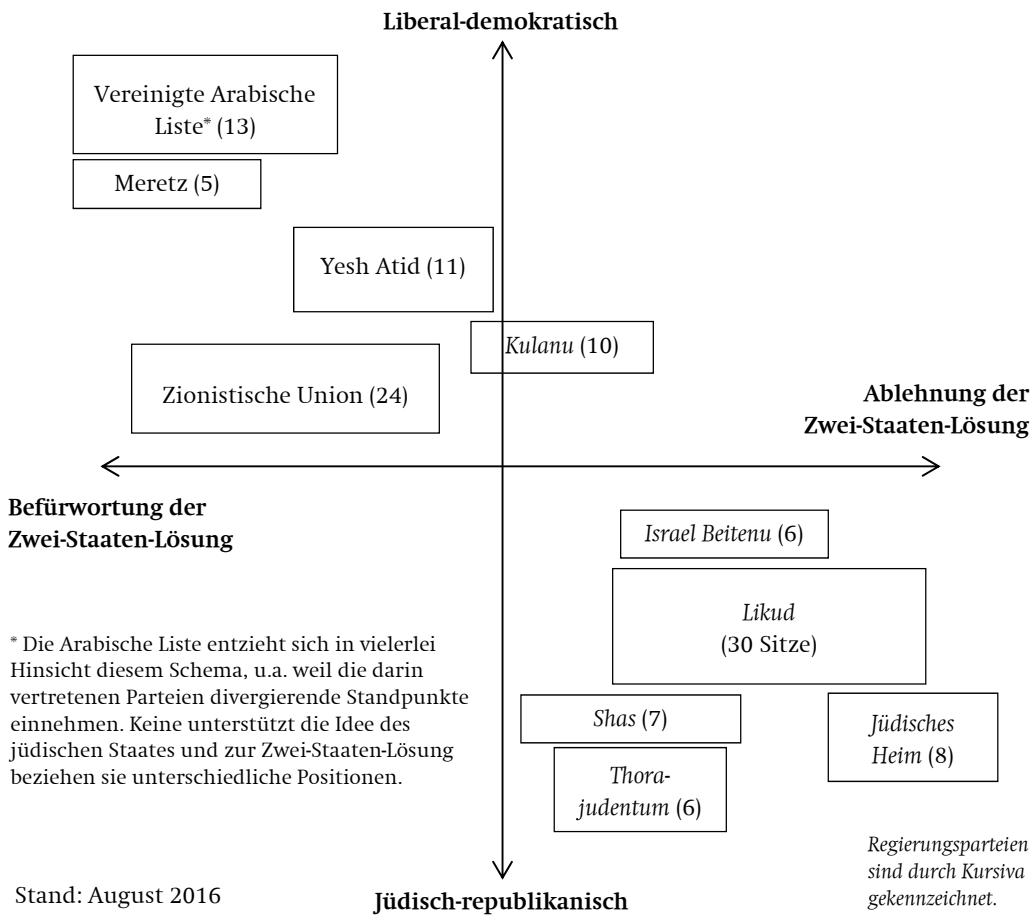 Liberal-demokratisch
Vereinigte Arabische
Liste* (13)
Meretz (5)
Yesh Atid (11)
Kulanu (10)
Zionistische Union (24)
Ablehnung der
Zwei-Staaten-Lösung
Befürwortung der
Zwei-Staaten-Lösung
Israel Beitenu (6)
Likud
(30 Sitze)
* Die Arabische Liste entzieht sich in vielerlei
Hinsicht diesem Schema, u.a. weil die darin
vertretenen Parteien divergierende Standpunkte
einnehmen. Keine unterstützt die Idee des
jüdischen Staates und zur Zwei-Staaten-Lösung
beziehen sie unterschiedliche Positionen.
Shas (7)
Jüdisches
Heim (8)
Thora-
judentum (6)
Regierungsparteien
sind durch Kursiva
gekennzeichnet.
Stand: August 2016
Jüdisch-republikanisch